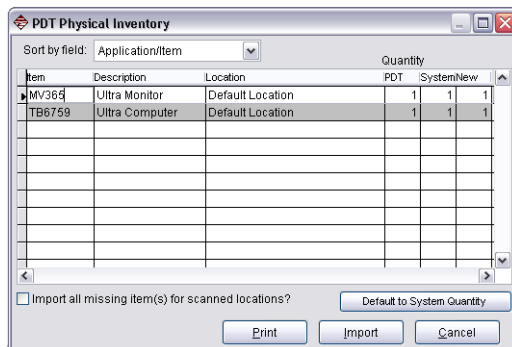 PDT Physical Inventory
Sort by field: Application/Item
Quantity
Item Description Location PDT System New
MV365 Ultra Monitor Default Location 1 1 1
TB6759 Ultra Computer Default Location 1 1 1
Import all missing item(s) for scanned locations? Default to System Quantity
Print Import Cancel